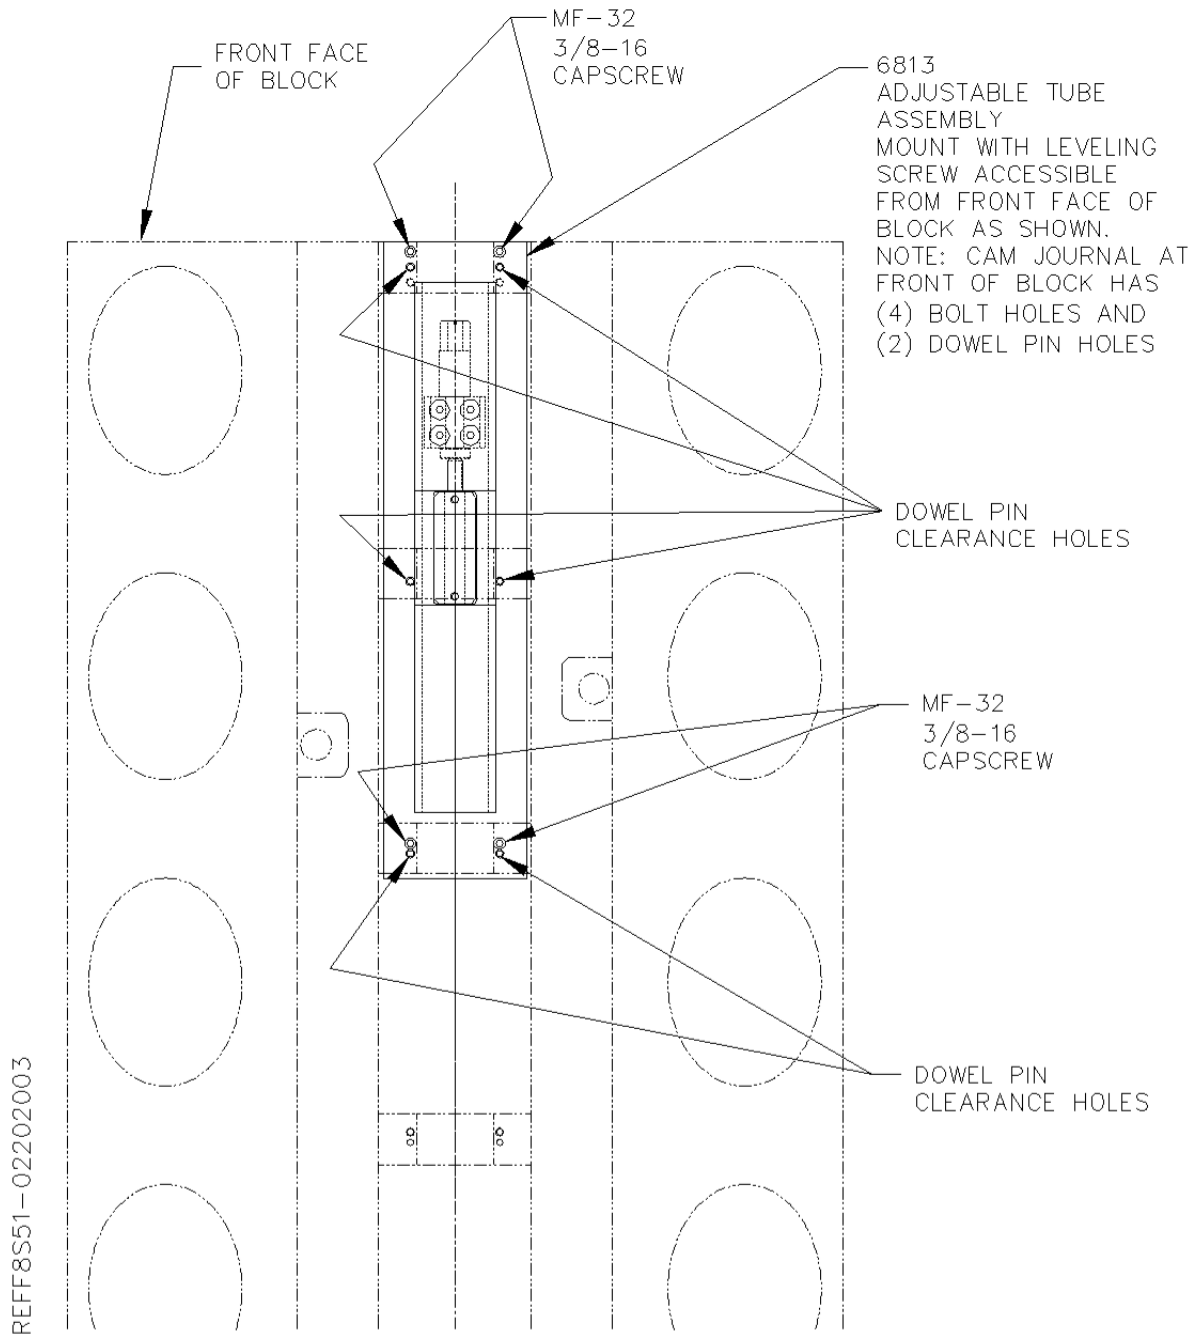 MF-32
3/8-16
CAPSCREW
FRONT FACE
OF BLOCK
6813
ADJUSTABLE TUBE
ASSEMBLY
MOUNT WITH LEVELING
SCREW ACCESSIBLE
FROM FRONT FACE OF
BLOCK AS SHOWN.
NOTE: CAM JOURNAL AT
FRONT OF BLOCK HAS
(4) BOLT HOLES AND
(2) DOWEL PIN HOLES
DOWEL PIN
CLEARANCE HOLES
MF-32
3/8-16
CAPSCREW
DOWEL PIN
CLEARANCE HOLES
REFF8S51-02202003